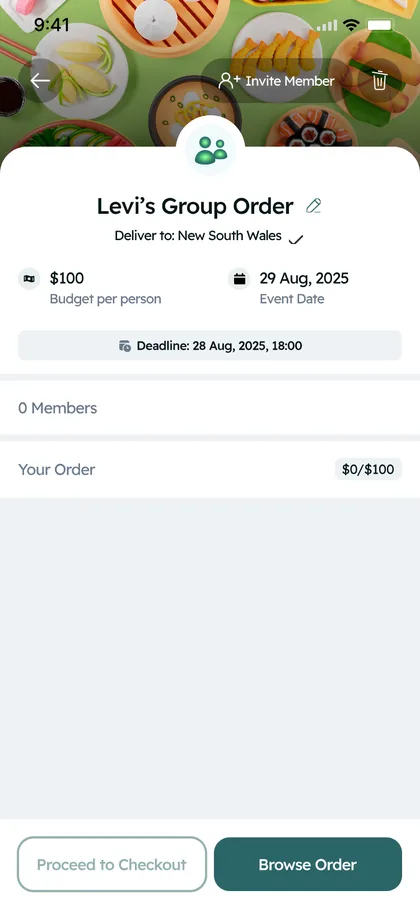 9:41
Invite Member
Levi's Group Order
Deliver to: New South Wales
$100
Budget per person
29 Aug, 2025
Event Date
Deadline: 28 Aug, 2025, 18:00
0 Members
Your Order
$0/$100
Proceed to Checkout
Browse Order